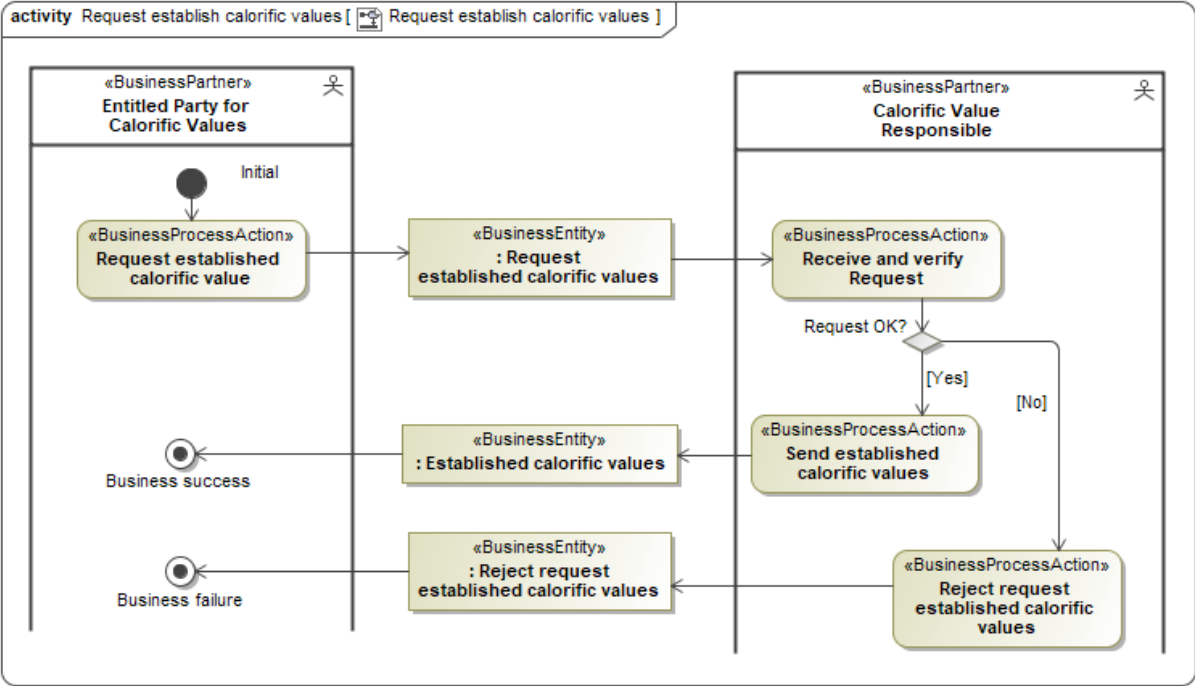 activity Request establish calorific values [ Request establish calorific values ]
«BusinessPartner»
Entitled Party for
Calorific Values
«BusinessPartner»
Calorific Value
Responsible
Initial
«BusinessProcessAction»
Request established
calorific value
«BusinessEntity»
: Request
established calorific values
«BusinessProcessAction»
Receive and verify
Request
Request OK?
[Yes]
[No]
«BusinessProcessAction»
Send established
calorific values
«BusinessEntity»
: Established calorific values
Business success
«BusinessEntity»
: Reject request
established calorific values
Business failure
«BusinessProcessAction»
Reject request
established calorific
values